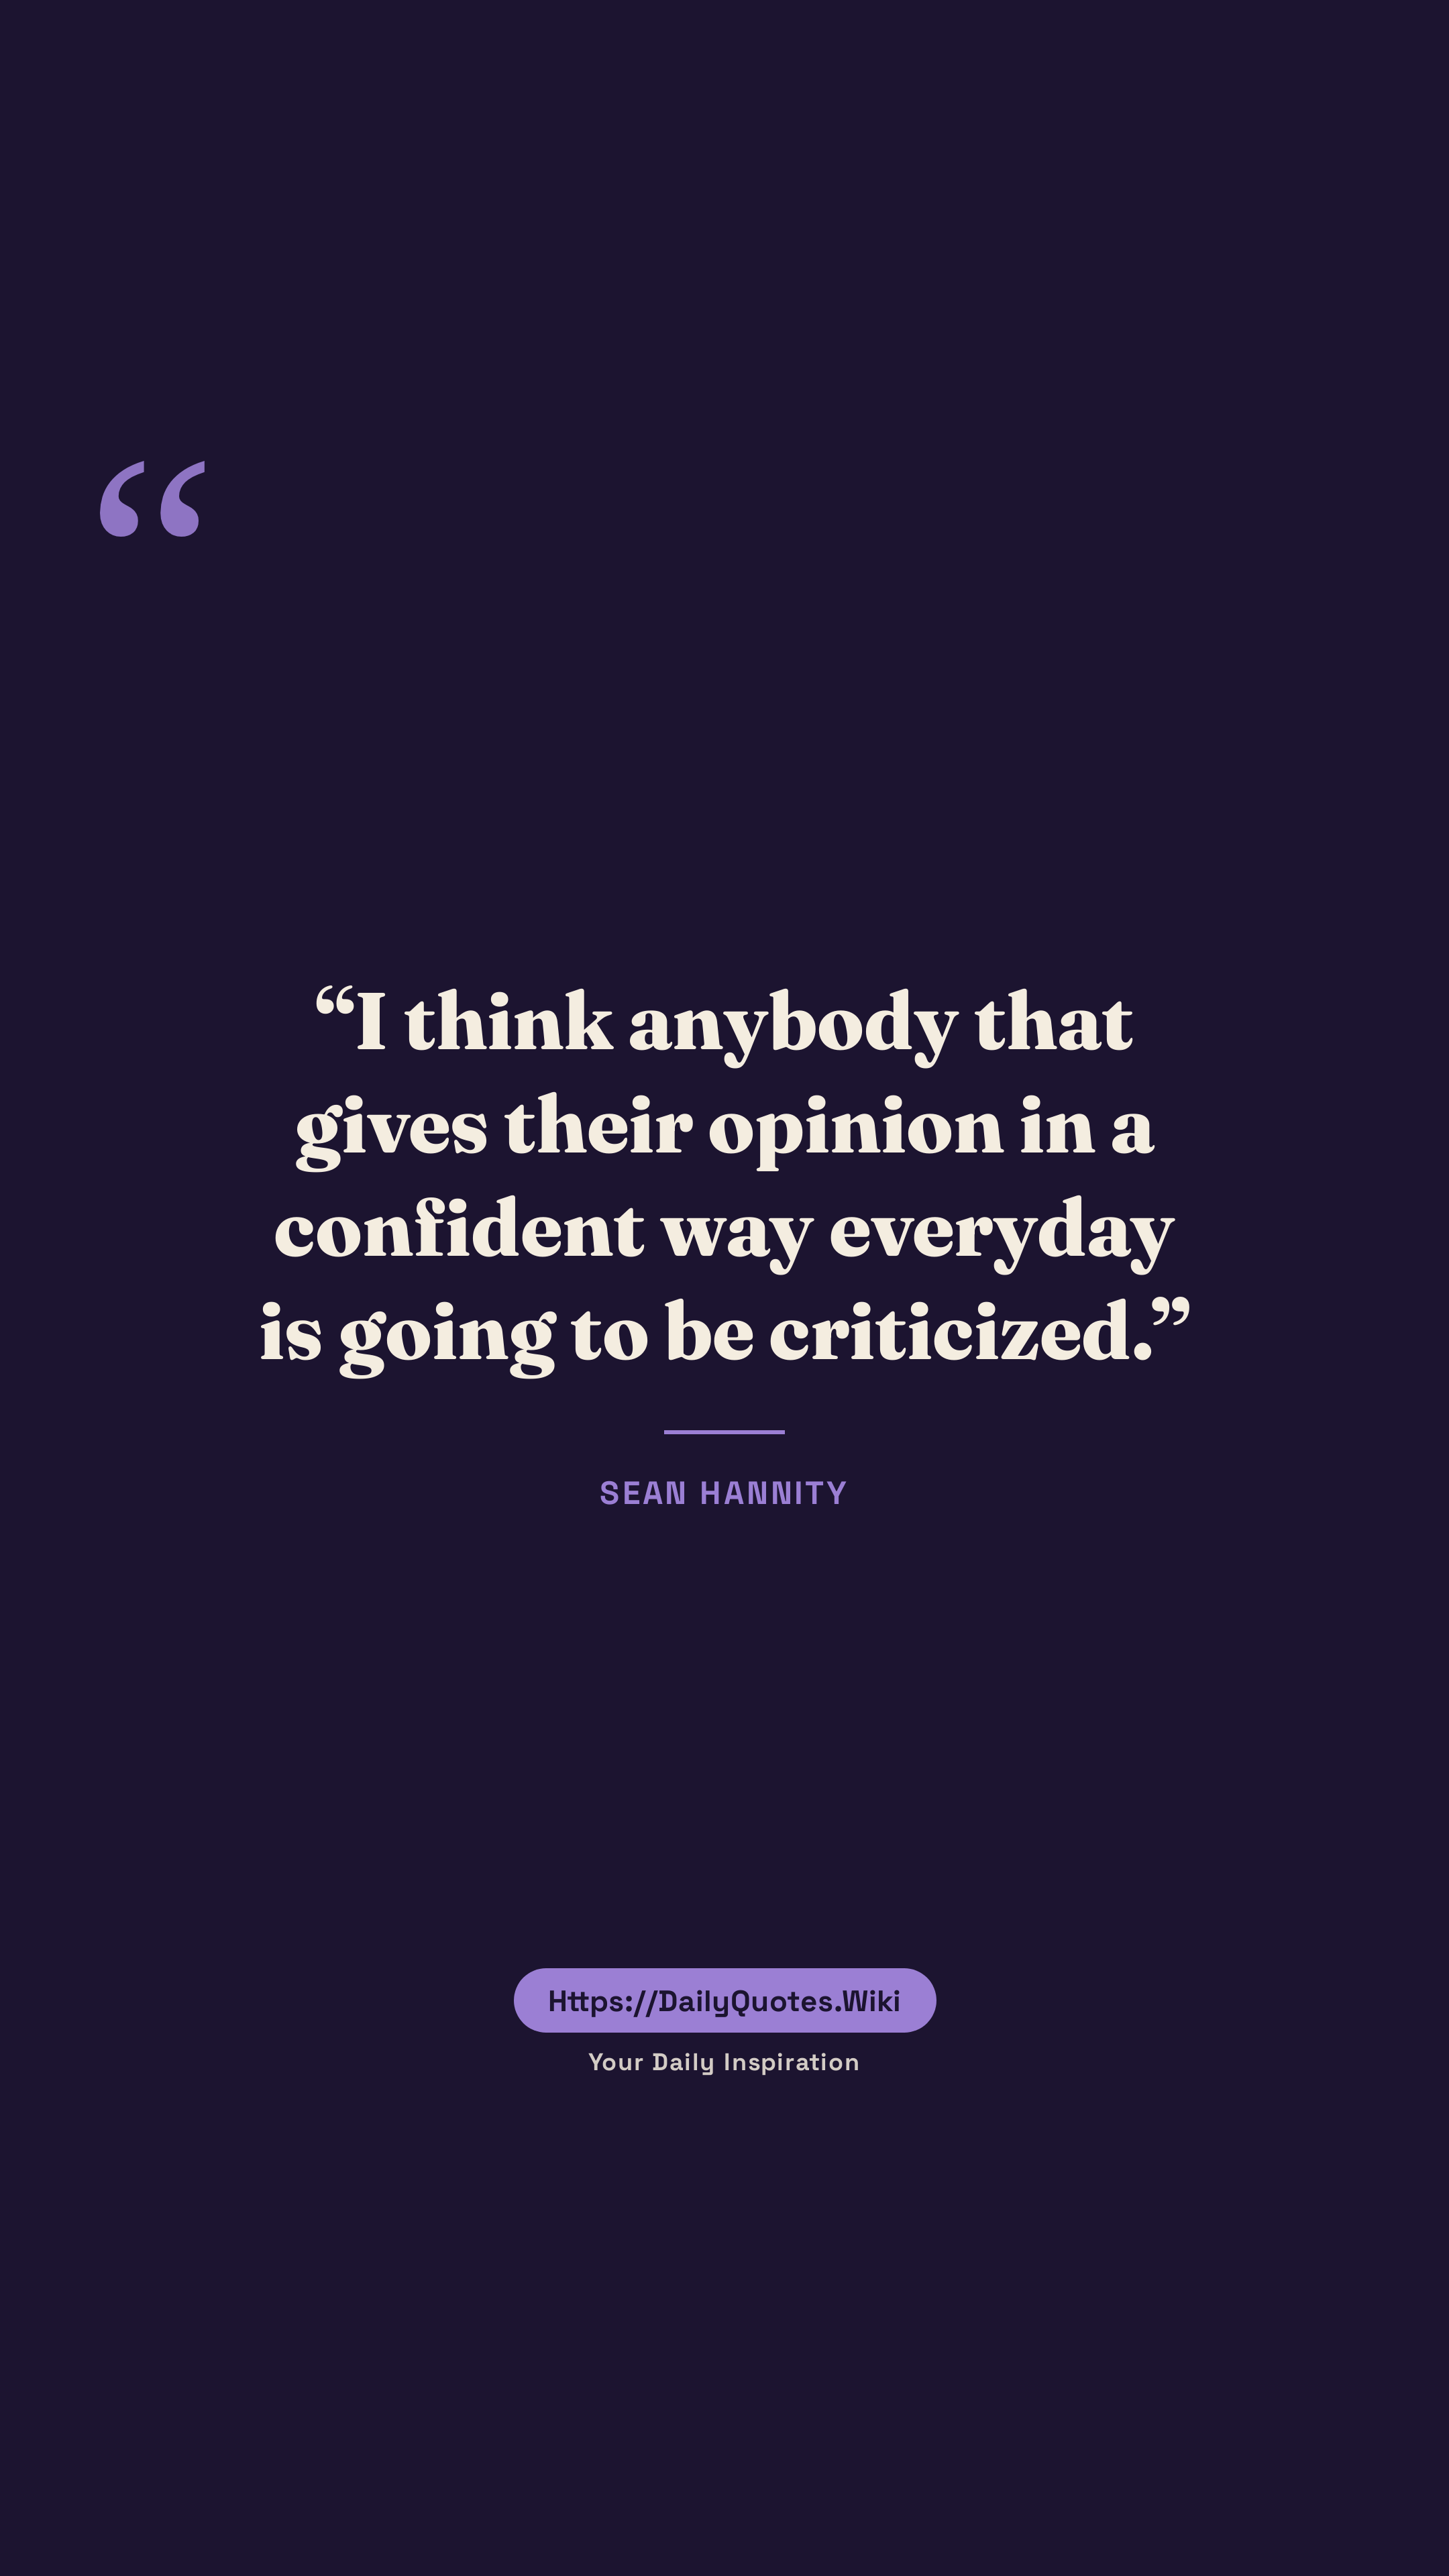 “
“I think anybody that
gives their opinion in a
confident way everyday
is going to be criticized.”
SEAN HANNITY
Https://DailyQuotes.Wiki
Your Daily Inspiration